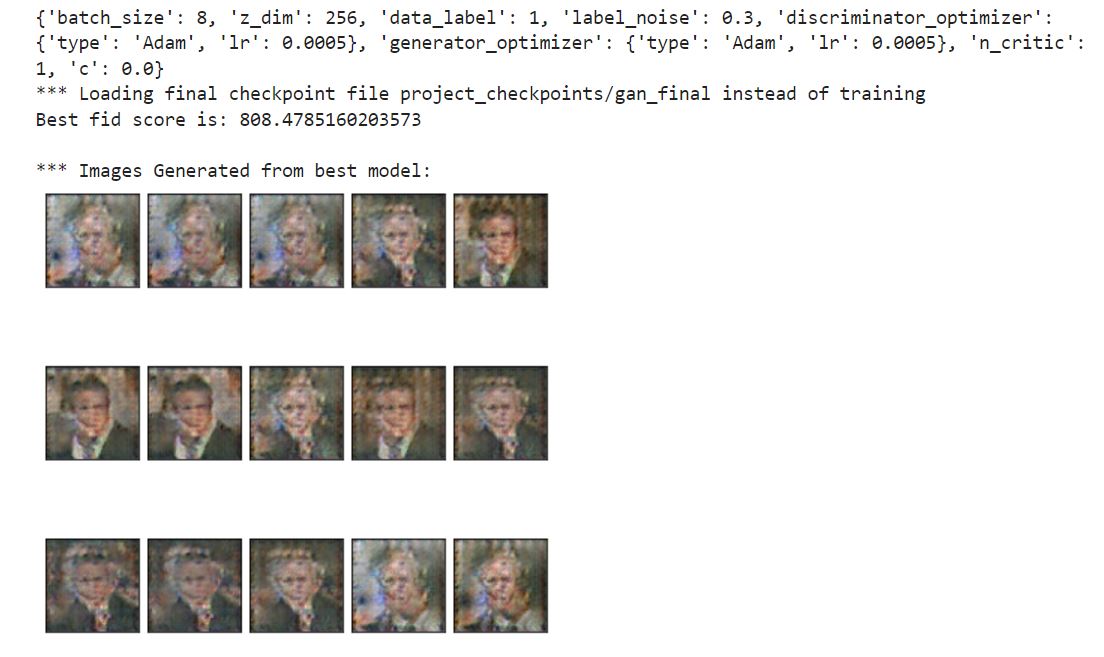 {'batch_size': 8, 'z_dim': 256, 'data_label': 1, 'label_noise': 0.3, 'discriminator_optimizer':
{'type': 'Adam', 'lr': 0.0005}, 'generator_optimizer': {'type': 'Adam', 'lr': 0.0005}, 'n_critic':
1, 'c': 0.0}
*** Loading final checkpoint file project_checkpoints/gan_final instead of training
Best fid score is: 808.4785160203573
*** Images Generated from best model: